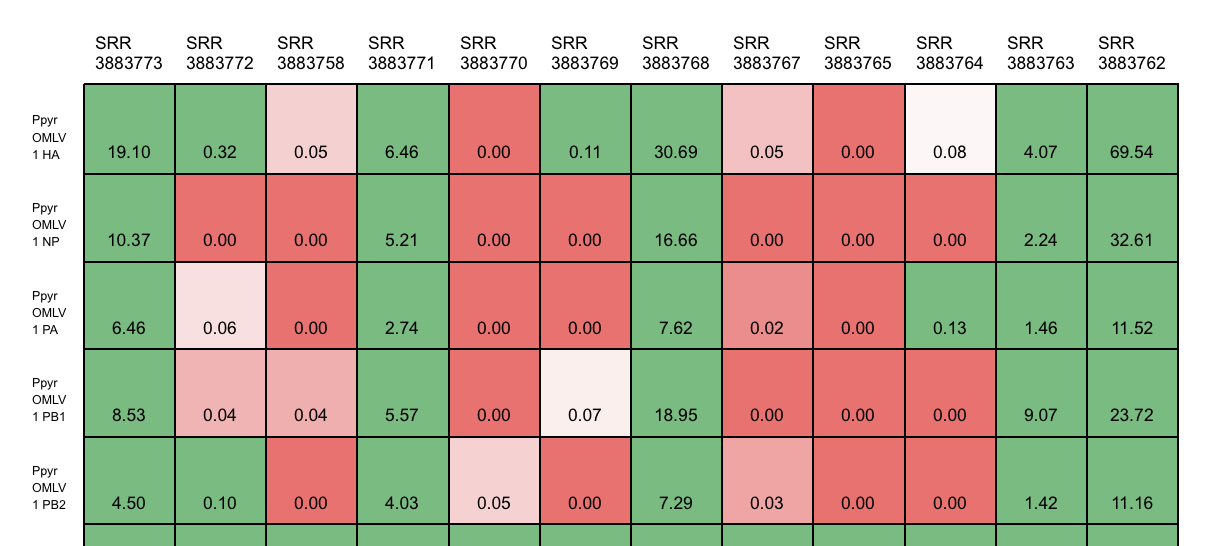 SRR SRR SRR SRR SRR SRR SRR SRR SRR SRR SRR SRR
3883773 3883772 3883758 3883771 3883770 3883769 3883768 3883767 3883765 3883764 3883763 3883762
Ppyr
OMLV
1 HA 19.10 0.32 0.05 6.46 0.00 0.11 30.69 0.05 0.00 0.08 4.07 69.54
Ppyr
OMLV
1 NP 10.37 0.00 0.00 5.21 0.00 0.00 16.66 0.00 0.00 0.00 2.24 32.61
Ppyr
OMLV
1 PA 6.46 0.06 0.00 2.74 0.00 0.00 7.62 0.02 0.00 0.13 1.46 11.52
Ppyr
OMLV
1 PB1 8.53 0.04 0.04 5.57 0.00 0.07 18.95 0.00 0.00 0.00 9.07 23.72
Ppyr
OMLV
1 PB2 4.50 0.10 0.00 4.03 0.05 0.00 7.29 0.03 0.00 0.00 1.42 11.16